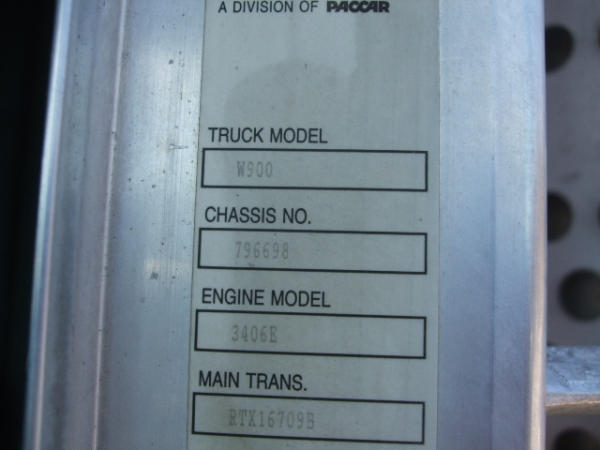 A DIVISION OF PACCAR
TRUCK MODEL
W900
CHASSIS NO.
796698
ENGINE MODEL
3406E
MAIN TRANS.
RTX16709B